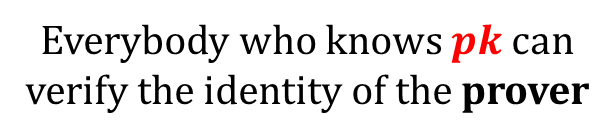 Everybody who knows pk can
verify the identity of the prover